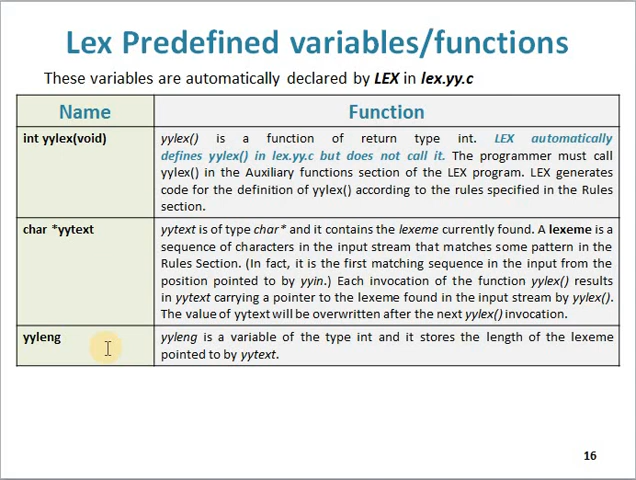 Lex Predefined variables/functions
These variables are automatically declared by LEX in lex.yy.c
Name
Function
int yylex(void)
yylex() is a function of return type int. LEX automatically
defines yylex() in lex.yy.c but does not call it. The programmer must call
yylex() in the Auxiliary functions section of the LEX program. LEX generates
code for the definition of yylex() according to the rules specified in the Rules
section.
char *yytext
yytext is of type char* and it contains the lexeme currently found. A lexeme is a
sequence of characters in the input stream that matches some pattern in the
Rules Section. (In fact, it is the first matching sequence in the input from the
position pointed to by yyin.) Each invocation of the function yylex() results
in yytext carrying a pointer to the lexeme found in the input stream by yylex().
The value of yytext will be overwritten after the next yylex() invocation.
yyleng
yyleng is a variable of the type int and it stores the length of the lexeme
pointed to by yytext.
16